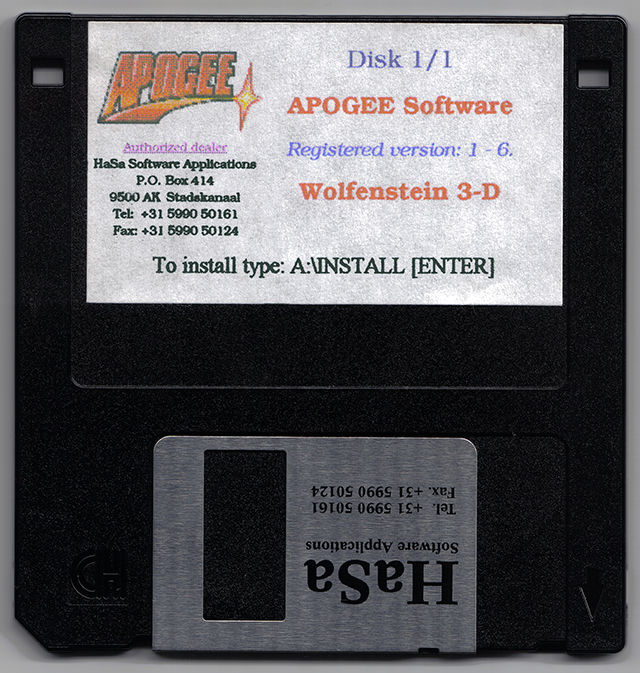 APOGEE
Authorized dealer
HaSa Software Applications
P.O. Box 414
9500 AK Stadskanaal
Tel: +31 5990 50161
Fax: +31 5990 50124
Disk 1/1
APOGEE Software
Registered version: 1 - 6.
Wolfenstein 3-D
To install type: A:\INSTALL [ENTER]
HaSa
Software Applications
Tel. +31 5990 50161
Fax. +31 5990 50124